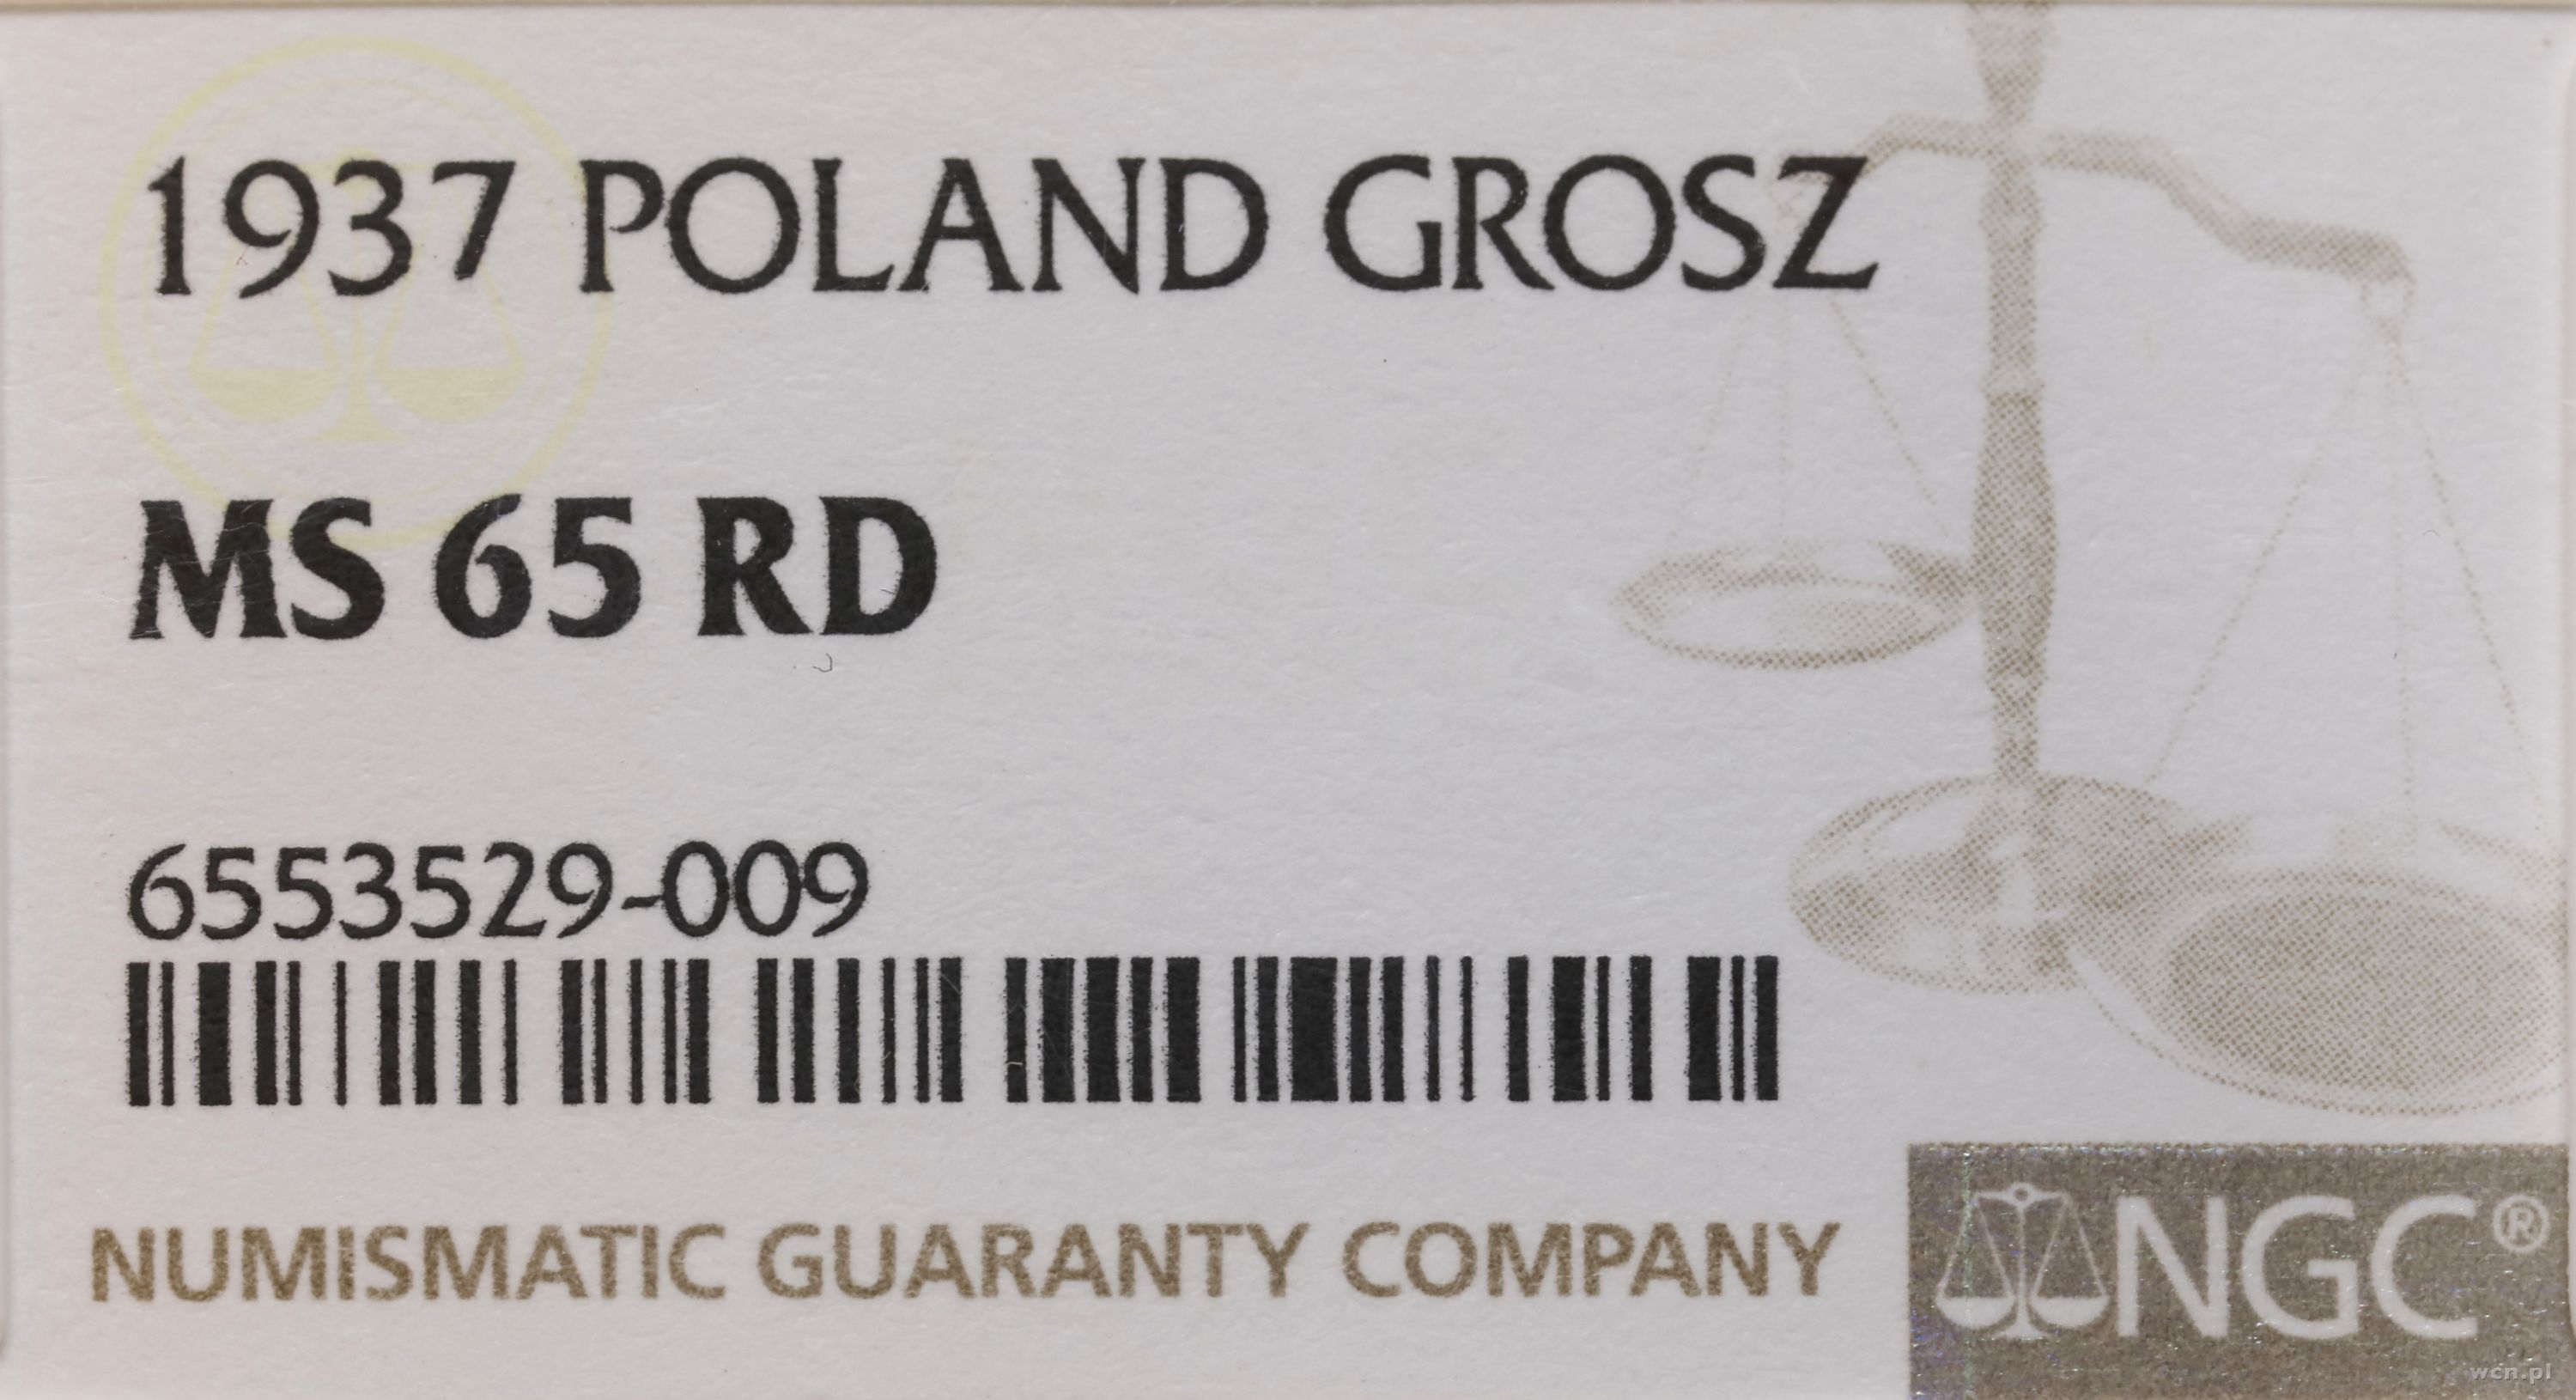 1937 POLAND GROSZ
MS 65 RD
6553529-009
NUMISMATIC GUARANTY COMPANY
NGC®
wcn.pl